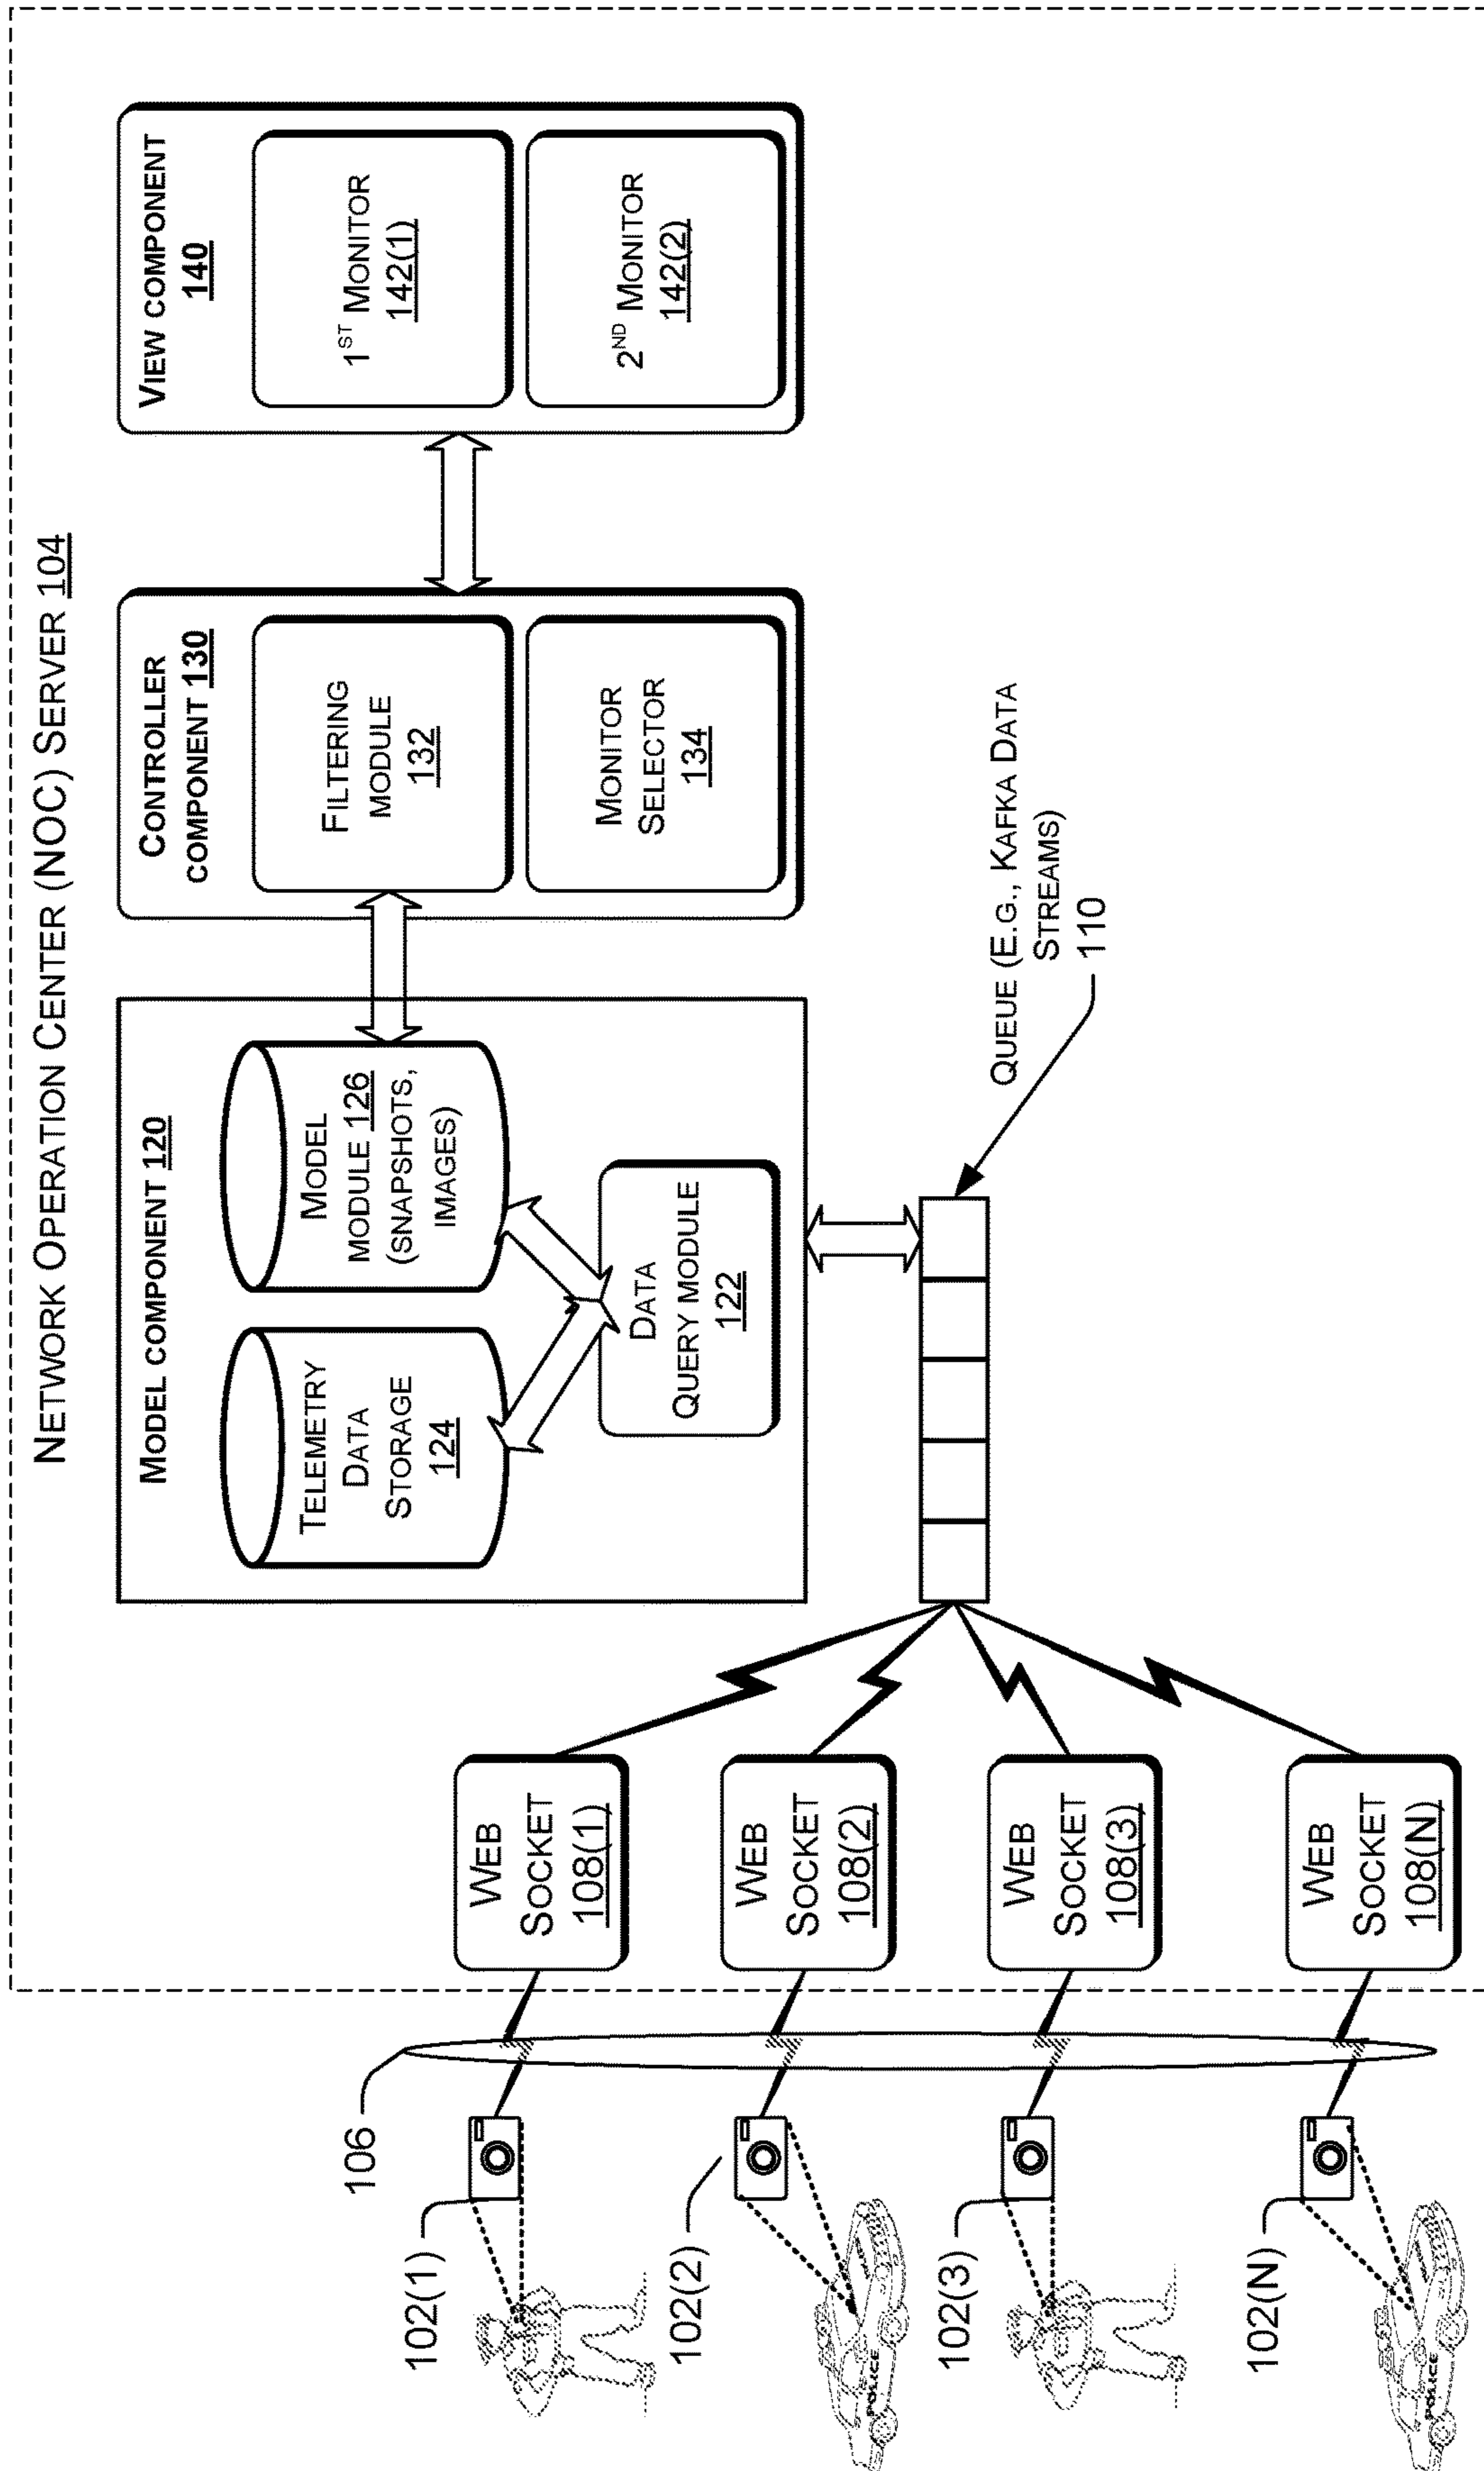 NETWORK OPERATION CENTER (NOC) SERVER 104
MODEL COMPONENT 120
TELEMETRY
DATA
STORAGE
124
MODEL
MODULE 126
(SNAPSHOTS,
IMAGES)
DATA
QUERY MODULE
122
CONTROLLER
COMPONENT 130
FILTERING
MODULE
132
MONITOR
SELECTOR
134
VIEW COMPONENT
140
1ST MONITOR
142(1)
2ND MONITOR
142(2)
QUEUE (E.G., KAFKA DATA
STREAMS)
110
106
102(1)
WEB
SOCKET
108(1)
102(2)
POLICE
WEB
SOCKET
108(2)
102(3)
WEB
SOCKET
108(3)
102(N)
POLICE
WEB
SOCKET
108(N)